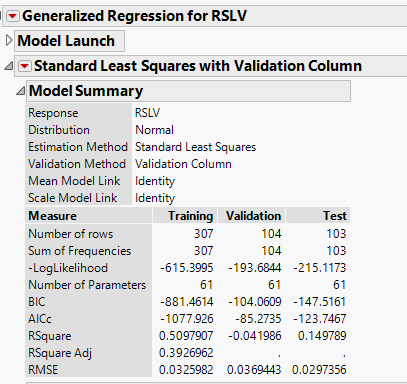 Generalized Regression for RSLV
Model Launch
Standard Least Squares with Validation Column
Model Summary
Response RSLV
Distribution Normal
Estimation Method Standard Least Squares
Validation Method Validation Column
Mean Model Link Identity
Scale Model Link Identity
Measure Training Validation Test
Number of rows 307 104 103
Sum of Frequencies 307 104 103
-LogLikelihood -615.3995 -193.6844 -215.1173
Number of Parameters 61 61 61
BIC -881.4614 -104.0609 -147.5161
AICc -1077.926 -85.2735 -123.7467
RSquare 0.5097907 -0.041986 0.149789
RSquare Adj 0.3926962 . .
RMSE 0.0325982 0.0369443 0.0297356